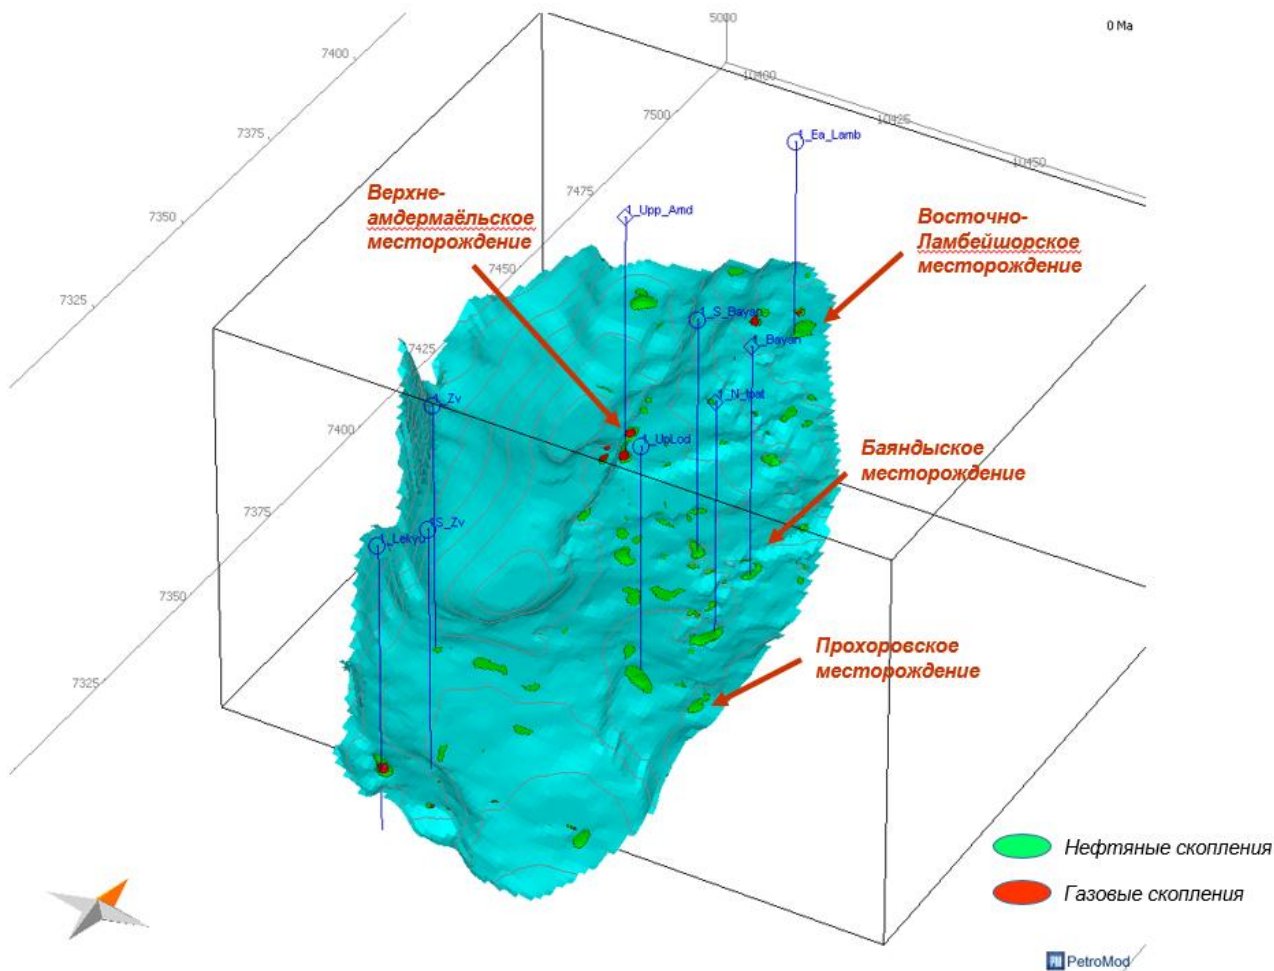 5000
0 Ma
7400
10400
7500
10425
7375
1_Ea_Lamb
10450
7475
Верхне-
амдермаёльское
месторождение
1_Upp_Amd
Восточно-
Ламбейшорское
месторождение
7350
7450
7325
1_S_Bayan
1_Bayan
7425
1_N_Ipat
1_Zv
7400
1_UpLod
Баяндыское
месторождение
7375
1S_Zv
1_Lekyu
7350
Прохоровское
месторождение
7325
Нефтяные скопления
Газовые скопления
PetroMod